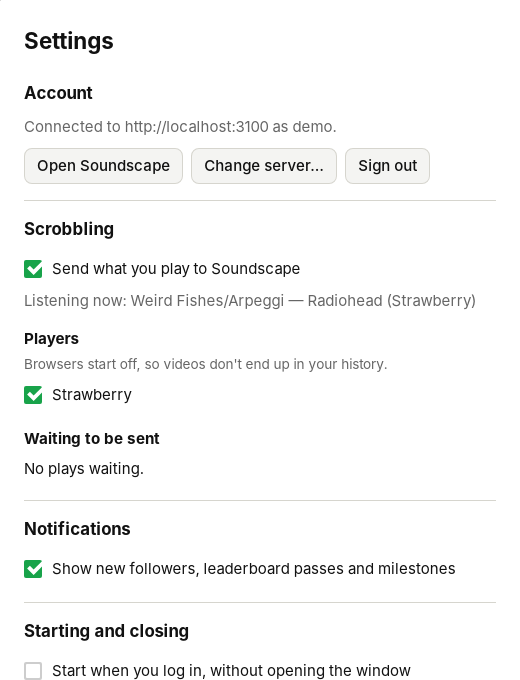 Settings
Account
Connected to http://localhost:3100 as demo.
Open Soundscape
Change server...
Sign out
Scrobbling
Send what you play to Soundscape
Listening now: Weird Fishes/Arpeggi — Radiohead (Strawberry)
Players
Browsers start off, so videos don't end up in your history.
Strawberry
Waiting to be sent
No plays waiting.
Notifications
Show new followers, leaderboard passes and milestones
Starting and closing
Start when you log in, without opening the window